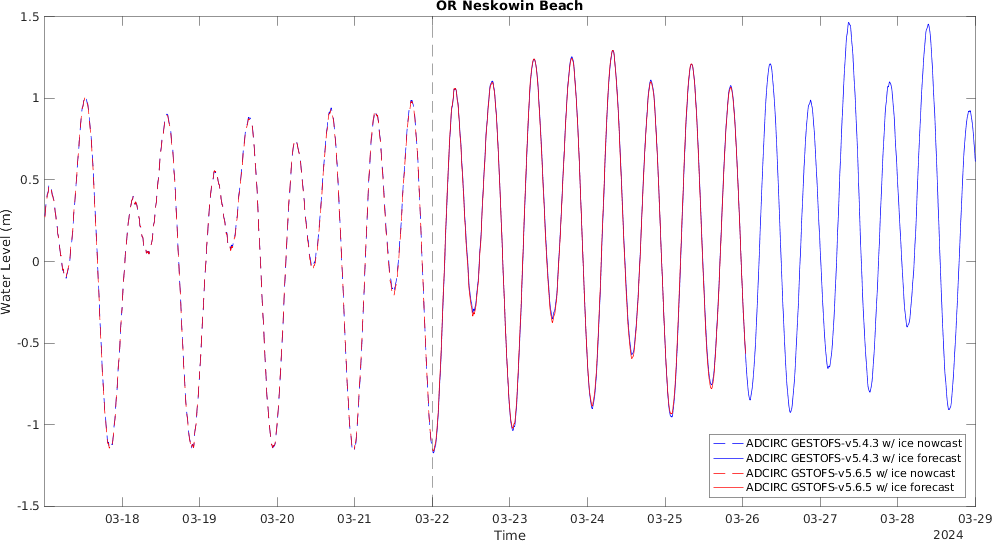 OR Neskowin Beach
Water Level (m)
1.5
1
0.5
0
-0.5
-1
-1.5
ADCIRC GESTOFS-v5.4.3 w/ ice nowcast
ADCIRC GESTOFS-v5.4.3 w/ ice forecast
ADCIRC GSTOFS-v5.6.5 w/ ice nowcast
ADCIRC GSTOFS-v5.6.5 w/ ice forecast
03-18 03-19 03-20 03-21 03-22 03-23 03-24 03-25 03-26 03-27 03-28 03-29
Time
2024